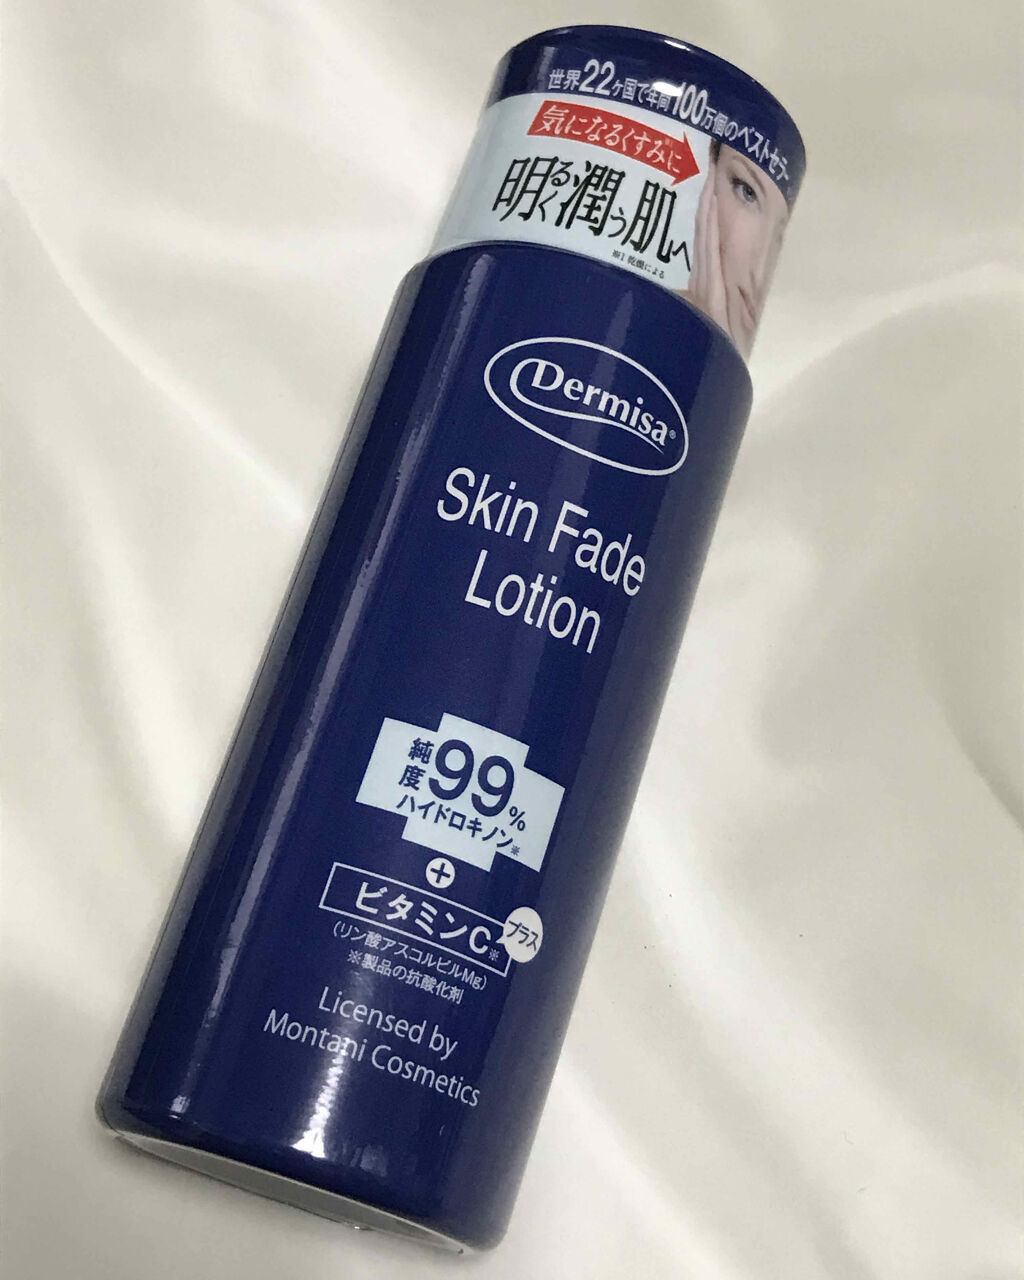 世界22ヶ国で年間100万個のベストセラー
気になるくすみに
明るく潤う肌へ
※1 乾燥による
Dermisa®
Skin Fade
Lotion
純度99%
ハイドロキノン※
+
ビタミンC※
プラス
(リン酸アスコルビルMg)
※製品の抗酸化剤
Licensed by
Montani Cosmetics